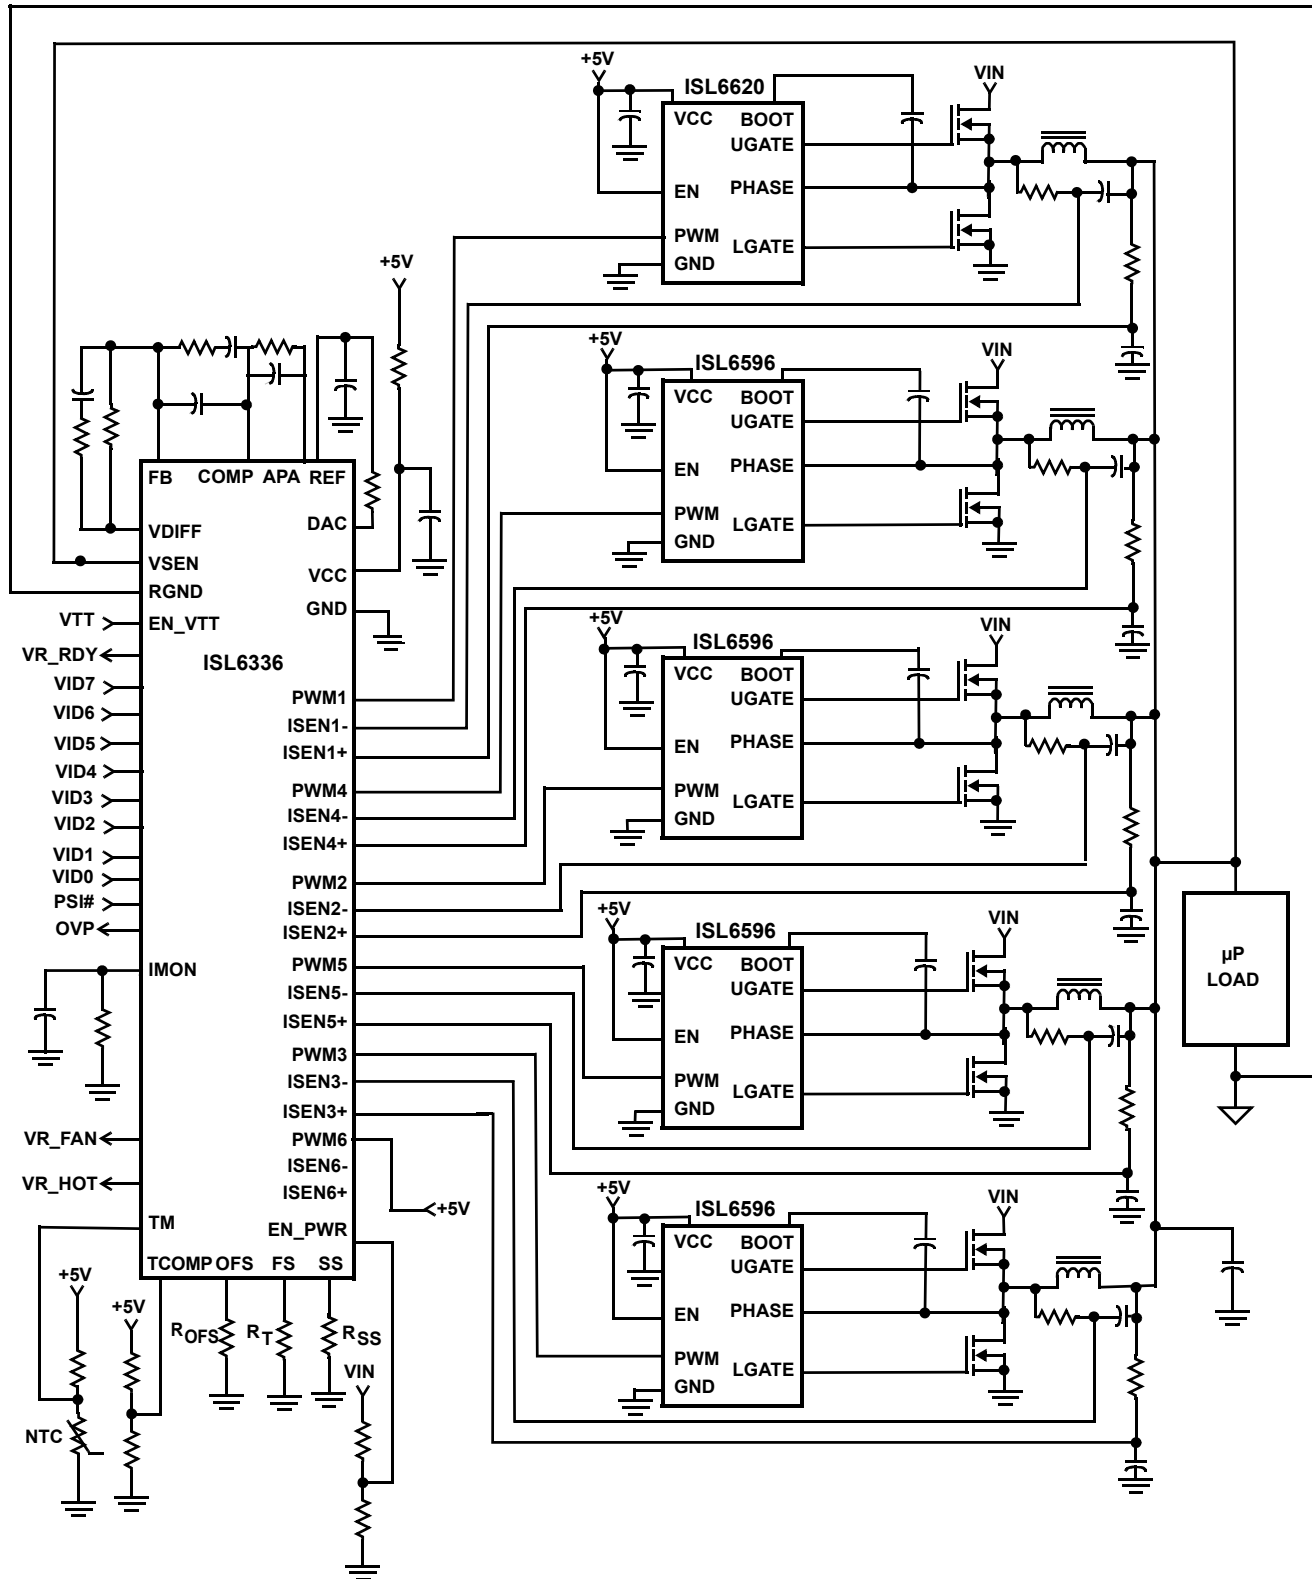 +5V
ISL6620
VIN
VCC
BOOT
UGATE
EN
PHASE
PWM
LGATE
GND
+5V
ISL6596
VIN
VCC
BOOT
UGATE
EN
PHASE
PWM
LGATE
GND
+5V
ISL6596
VIN
VCC
BOOT
UGATE
EN
PHASE
PWM
LGATE
GND
+5V
ISL6596
VIN
VCC
BOOT
UGATE
EN
PHASE
PWM
LGATE
GND
+5V
ISL6596
VIN
VCC
BOOT
UGATE
EN
PHASE
PWM
LGATE
GND
µP
LOAD
+5V
FB
COMP
APA
REF
VDIFF
VSEN
RGND
EN_VTT
ISL6336
IMON
TM
TCOMP
OFS
FS
SS
DAC
VCC
GND
PWM1
ISEN1-
ISEN1+
PWM4
ISEN4-
ISEN4+
PWM2
ISEN2-
ISEN2+
PWM5
ISEN5-
ISEN5+
PWM3
ISEN3-
ISEN3+
PWM6
ISEN6-
ISEN6+
EN_PWR
+5V
VTT
VR_RDY
VID7
VID6
VID5
VID4
VID3
VID2
VID1
VID0
PSI#
OVP
VR_FAN
VR_HOT
+5V
+5V
ROFS
RT
RSS
VIN
NTC